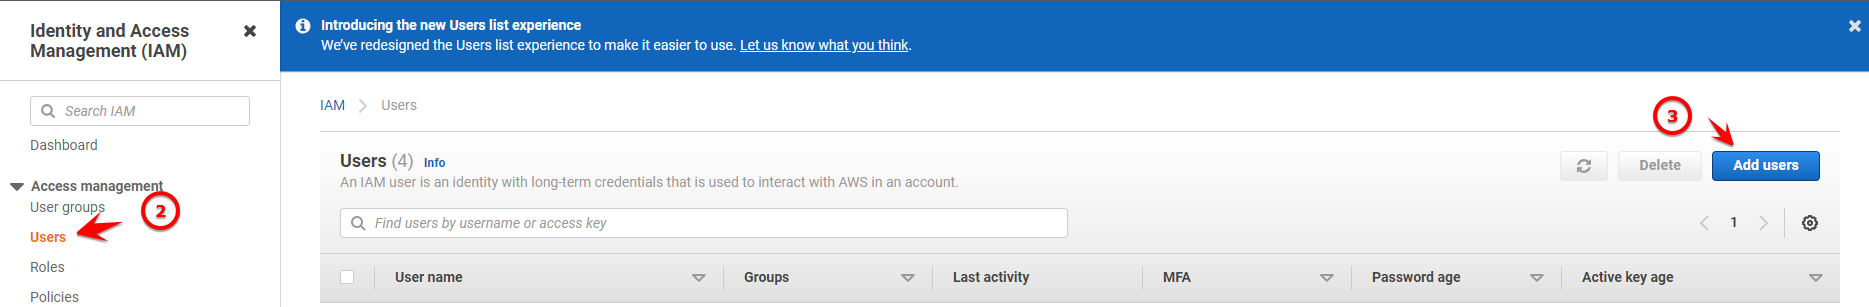 Identity and Access
Management (IAM)
Search IAM
Dashboard
Access management
User groups
2
Users
Roles
Policies
Introducing the new Users list experience
We've redesigned the Users list experience to make it easier to use. Let us know what you think.
IAM Users
3
Users (4) Info
An IAM user is an identity with long-term credentials that is used to interact with AWS in an account.
Delete
Add users
Find users by username or access key
1
User name Groups Last activity MFA Password age Active key age